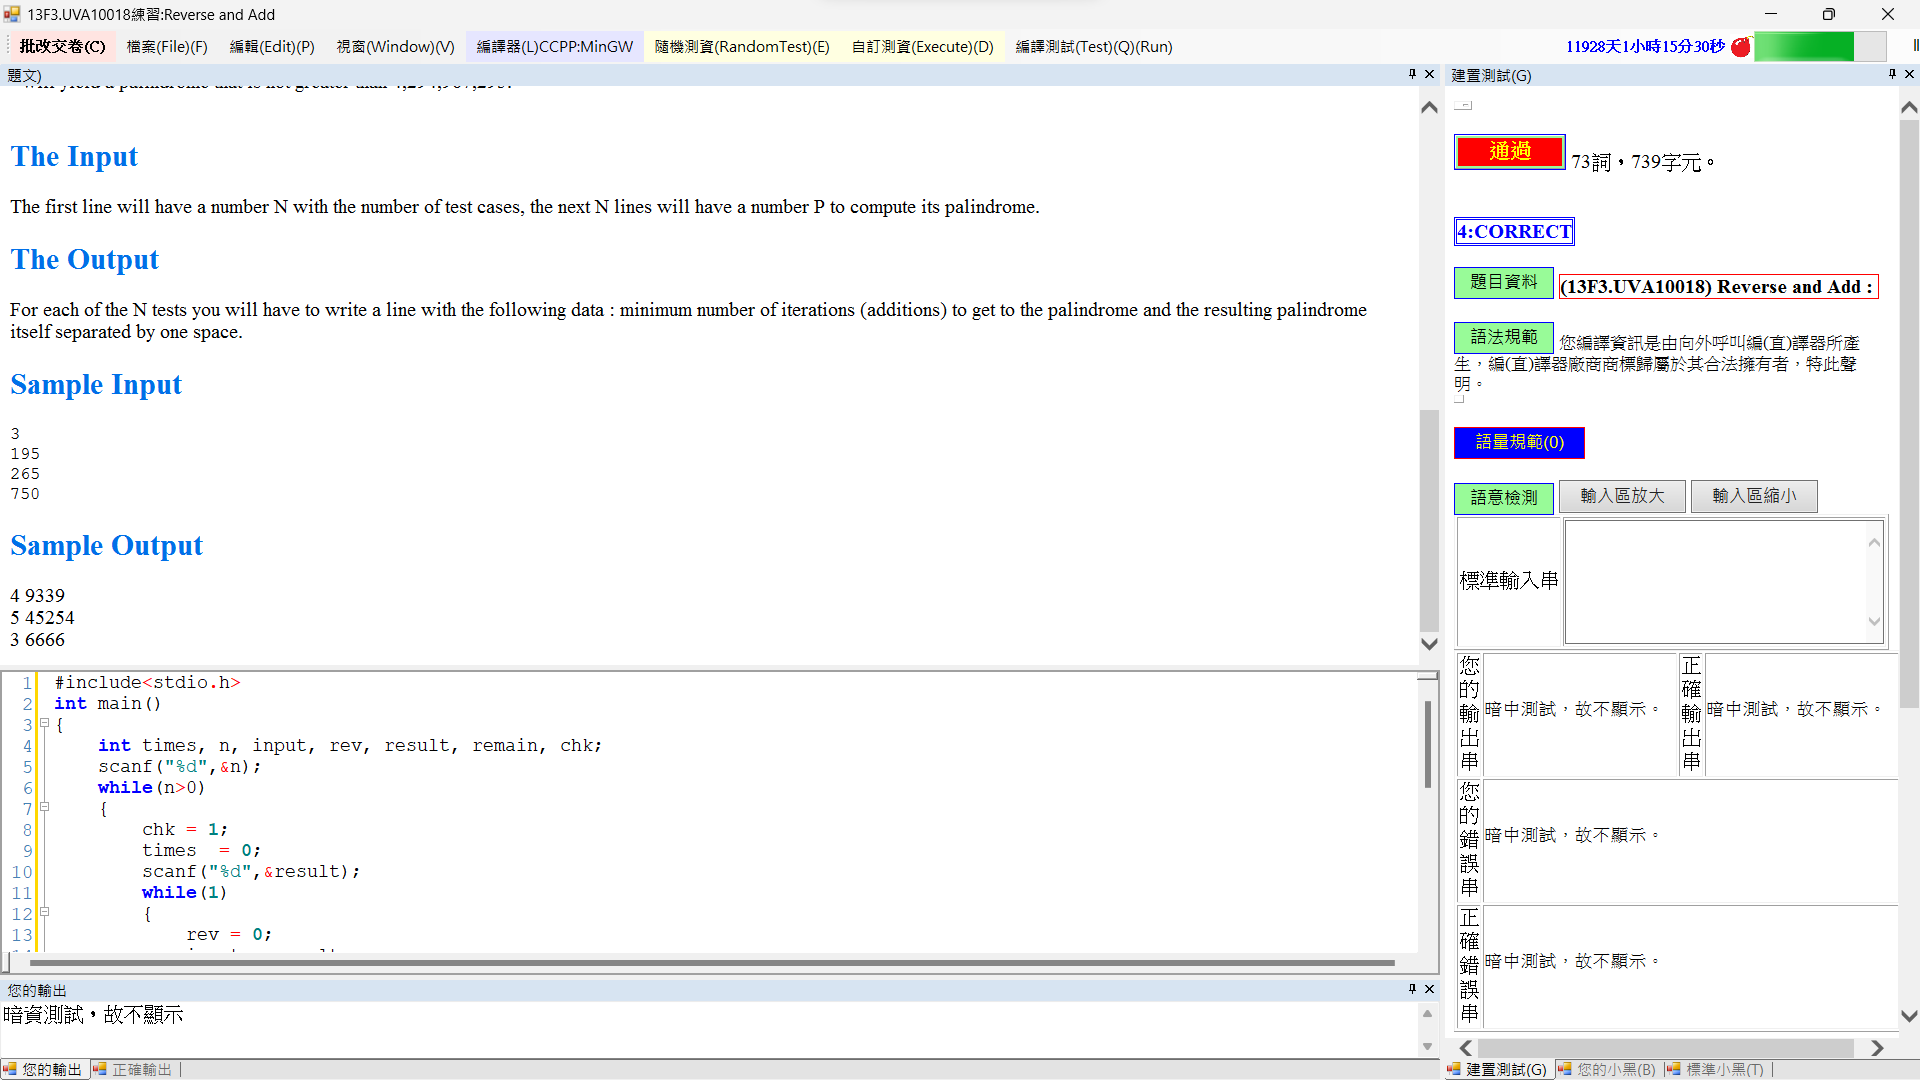 13F3.UVA10018練習:Reverse and Add
批改交卷(C) 檔案(File)(F) 編輯(Edit)(P) 視窗(Window)(V) 編譯器(L)CCPP:MinGW 隨機測資(RandomTest)(E) 自訂測資(Execute)(D) 編譯測試(Test)(Q)(Run) 11928天1小時15分30秒
題文)
The Input
The first line will have a number N with the number of test cases, the next N lines will have a number P to compute its palindrome.
The Output
For each of the N tests you will have to write a line with the following data : minimum number of iterations (additions) to get to the palindrome and the resulting palindrome
itself separated by one space.
Sample Input
3
195
265
750
Sample Output
4 9339
5 45254
3 6666
1 #include<stdio.h>
2 int main()
3 {
4 int times, n, input, rev, result, remain, chk;
5 scanf("%d",&n);
6 while(n>0)
7 {
8 chk = 1;
9 times  = 0;
10 scanf("%d",&result);
11 while(1)
12 {
13 rev = 0;
您的輸出
暗資測試，故不顯示
您的輸出 正確輸出
建置測試(G)
通過 73詞，739字元。
4:CORRECT
題目資料 (13F3.UVA10018) Reverse and Add :
語法規範 您編譯資訊是由向外呼叫編(直)譯器所產
生，編(直)譯器廠商商標歸屬於其合法擁有者，特此聲
明。
語量規範(0)
語意檢測 輸入區放大 輸入區縮小
標準輸入串
您的輸出串 暗中測試，故不顯示。 正確輸出串 暗中測試，故不顯示。
您的錯誤串 暗中測試，故不顯示。
正確錯誤串 暗中測試，故不顯示。
建置測試(G) 您的小黑(B) 標準小黑(T)